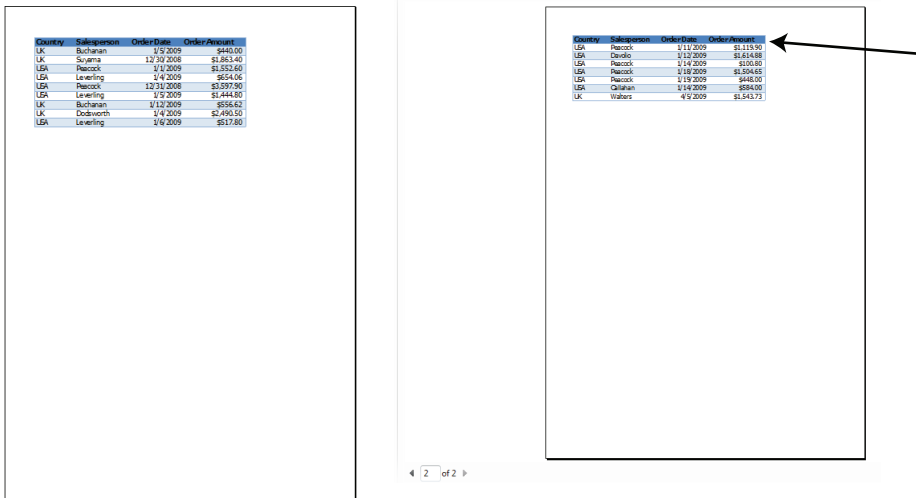 Country Salesperson Order Date Order Amount
UK Buchanan 1/5/2009 $440.00
UK Suyama 12/30/2008 $1,863.40
USA Peacock 1/1/2009 $1,552.60
USA Leverling 1/4/2009 $654.06
USA Peacock 12/31/2008 $3,597.90
USA Leverling 1/5/2009 $1,444.80
UK Buchanan 1/12/2009 $556.62
UK Dodsworth 1/4/2009 $2,490.50
USA Leverling 1/6/2009 $517.80
Country Salesperson Order Date Order Amount
USA Peacock 1/11/2009 $1,119.90
USA Davolio 1/12/2009 $1,614.88
USA Peacock 1/14/2009 $100.80
USA Peacock 1/18/2009 $1,504.65
USA Peacock 1/19/2009 $448.00
USA Callahan 1/14/2009 $584.00
UK Walters 4/5/2009 $1,543.73
2 of 2